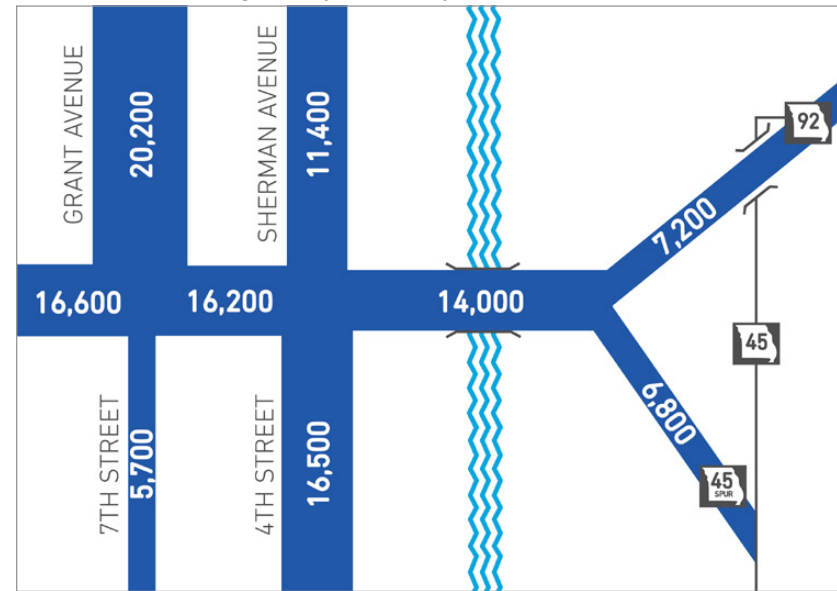 GRANT AVENUE
20,200
SHERMAN AVENUE
11,400
92
7,200
16,600
16,200
14,000
45
7TH STREET
5,700
4TH STREET
16,500
6,800
45
SPUR